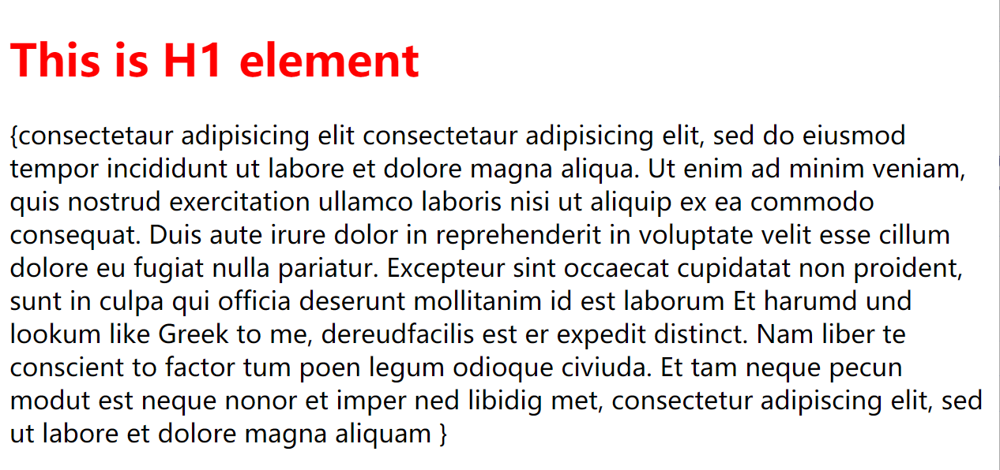 This is H1 element
{consectetaur adipisicing elit consectetaur adipisicing elit, sed do eiusmod
tempor incididunt ut labore et dolore magna aliqua. Ut enim ad minim veniam,
quis nostrud exercitation ullamco laboris nisi ut aliquip ex ea commodo
consequat. Duis aute irure dolor in reprehenderit in voluptate velit esse cillum
dolore eu fugiat nulla pariatur. Excepteur sint occaecat cupidatat non proident,
sunt in culpa qui officia deserunt mollitanim id est laborum Et harumd und
lookum like Greek to me, dereudfacilis est er expedit distinct. Nam liber te
conscient to factor tum poen legum odioque civiuda. Et tam neque pecun
modut est neque nonor et imper ned libidig met, consectetur adipiscing elit, sed
ut labore et dolore magna aliquam }